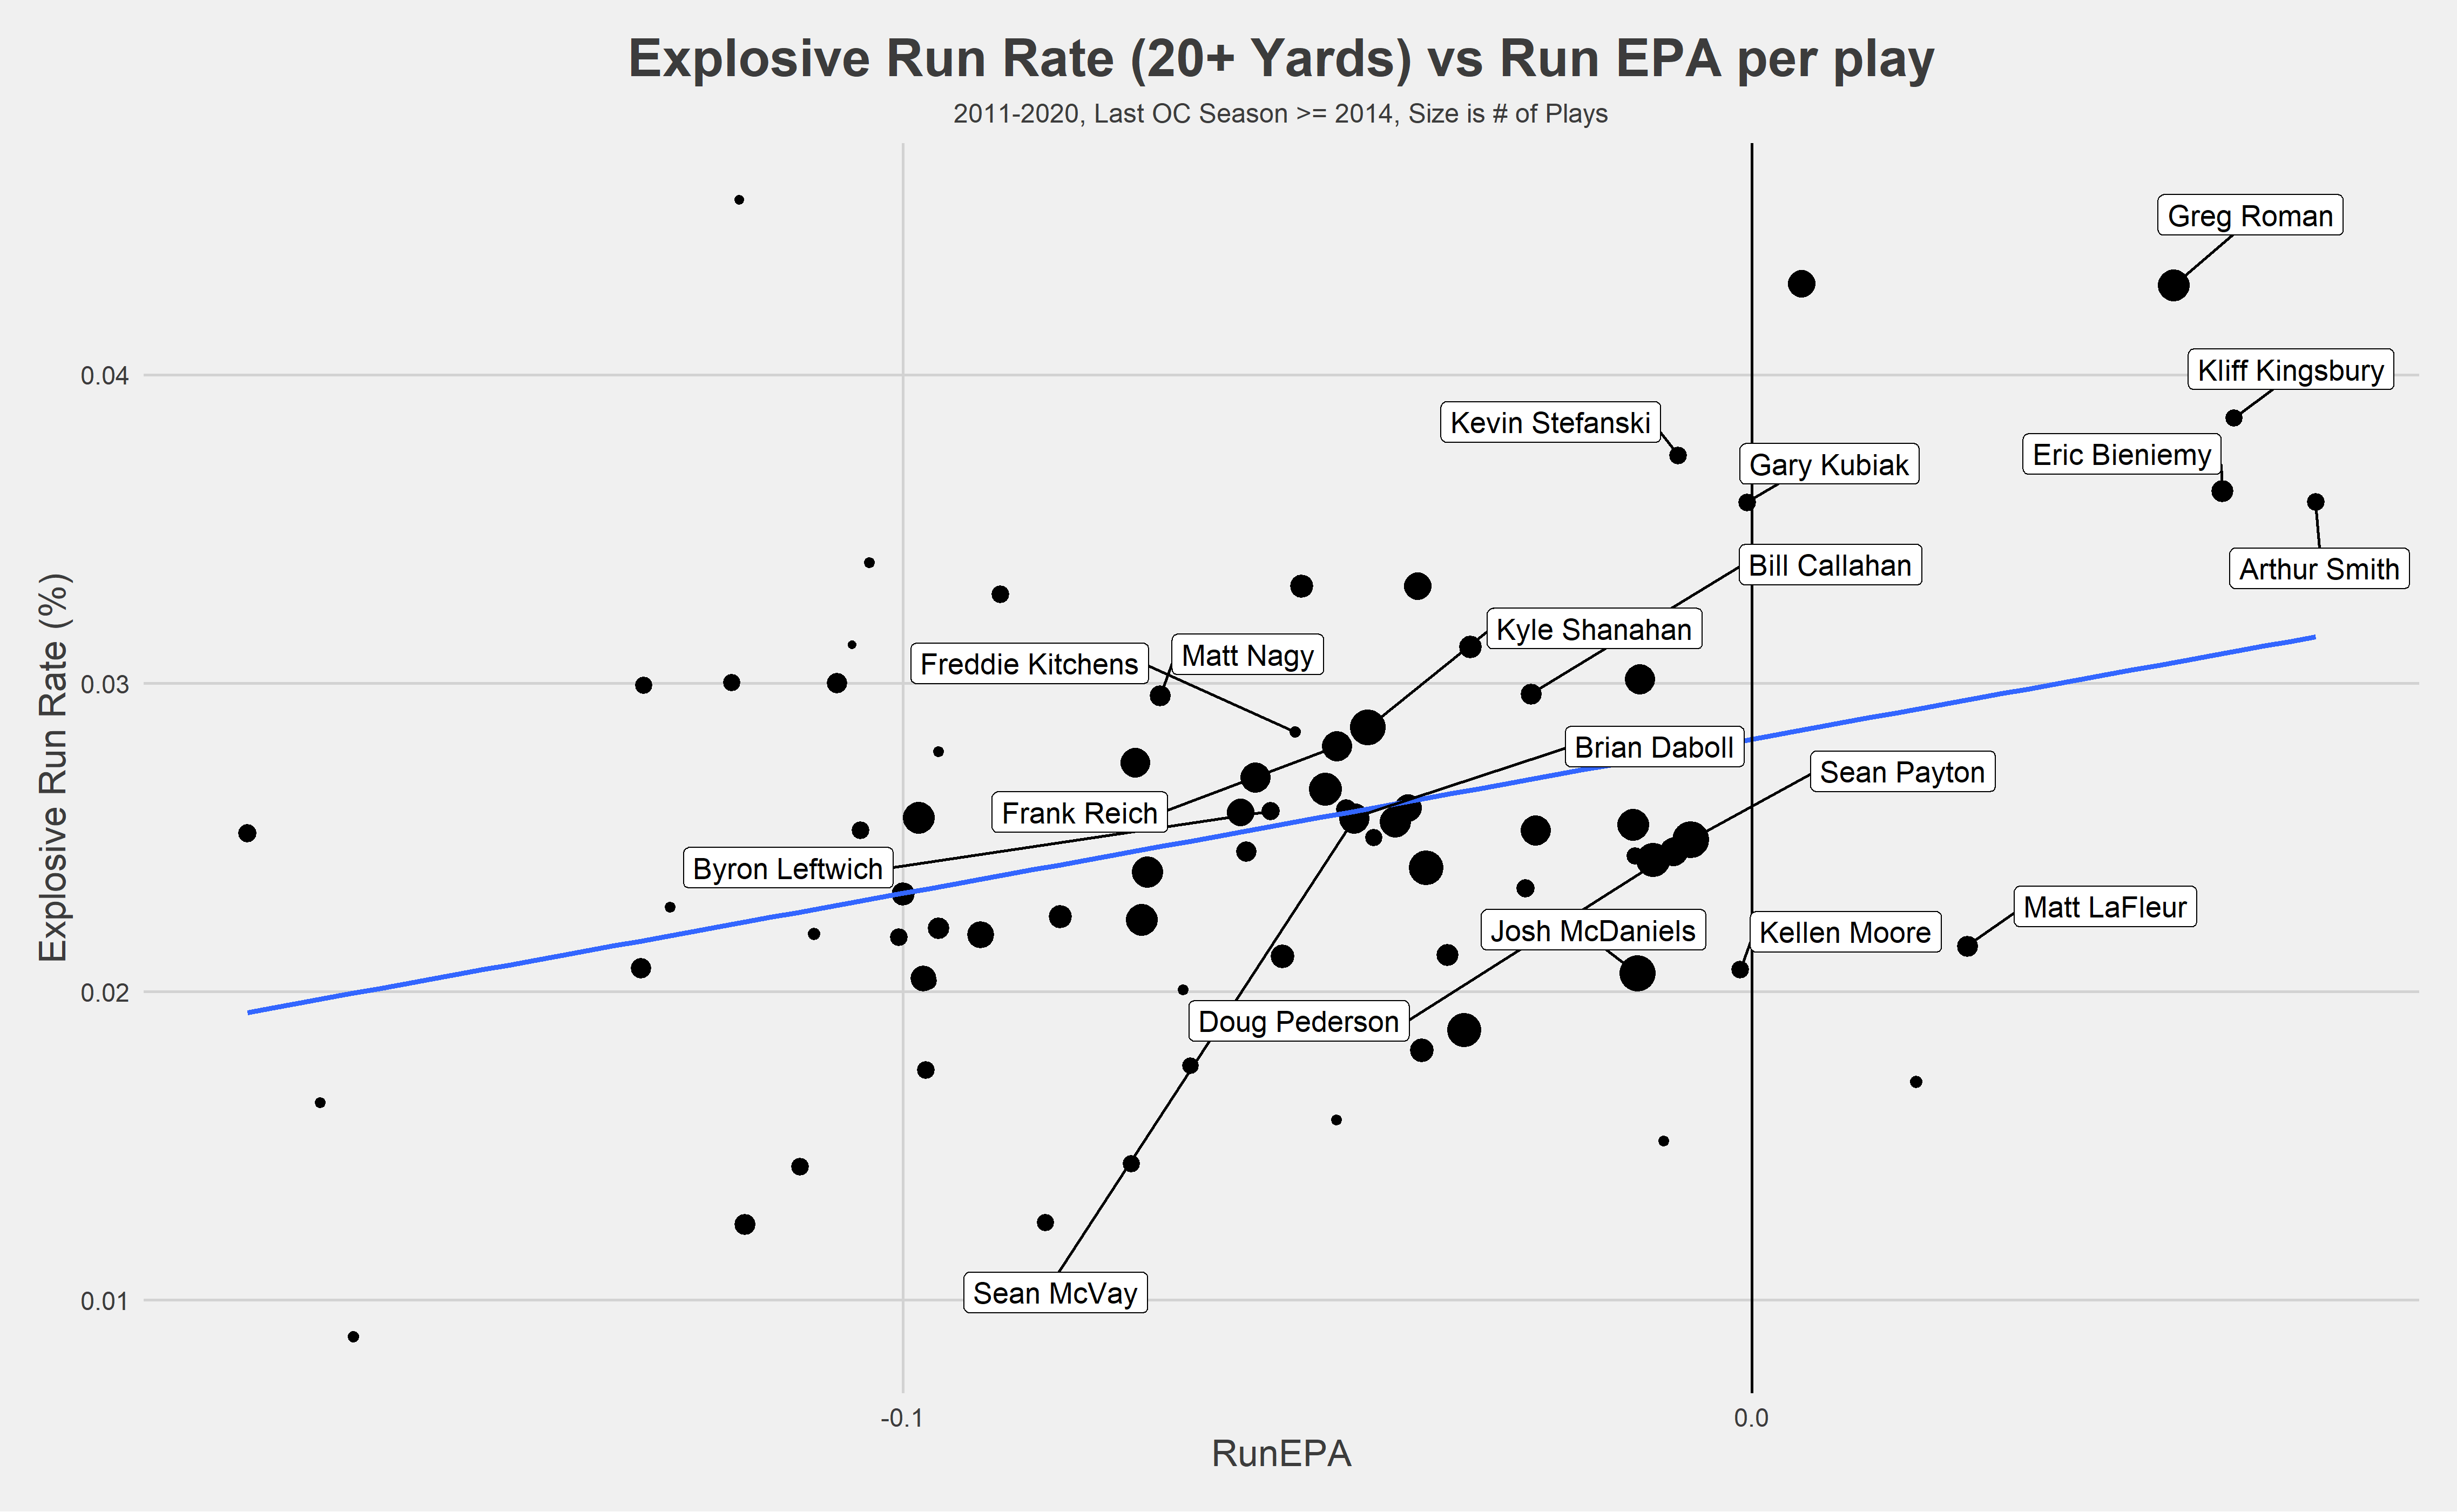 Explosive Run Rate (20+ Yards) vs Run EPA per play
2011-2020, Last OC Season >= 2014, Size is # of Plays
Greg Roman
Kliff Kingsbury
0.04
Kevin Stefanski
Eric Bieniemy
Gary Kubiak
Bill Callahan
Arthur Smith
Kyle Shanahan
Matt Nagy
Freddie Kitchens
0.03
Explosive Run Rate (%)
Brian Daboll
Sean Payton
Frank Reich
Byron Leftwich
Matt LaFleur
Josh McDaniels
Kellen Moore
0.02
Doug Pederson
Sean McVay
0.01
-0.1
0.0
RunEPA